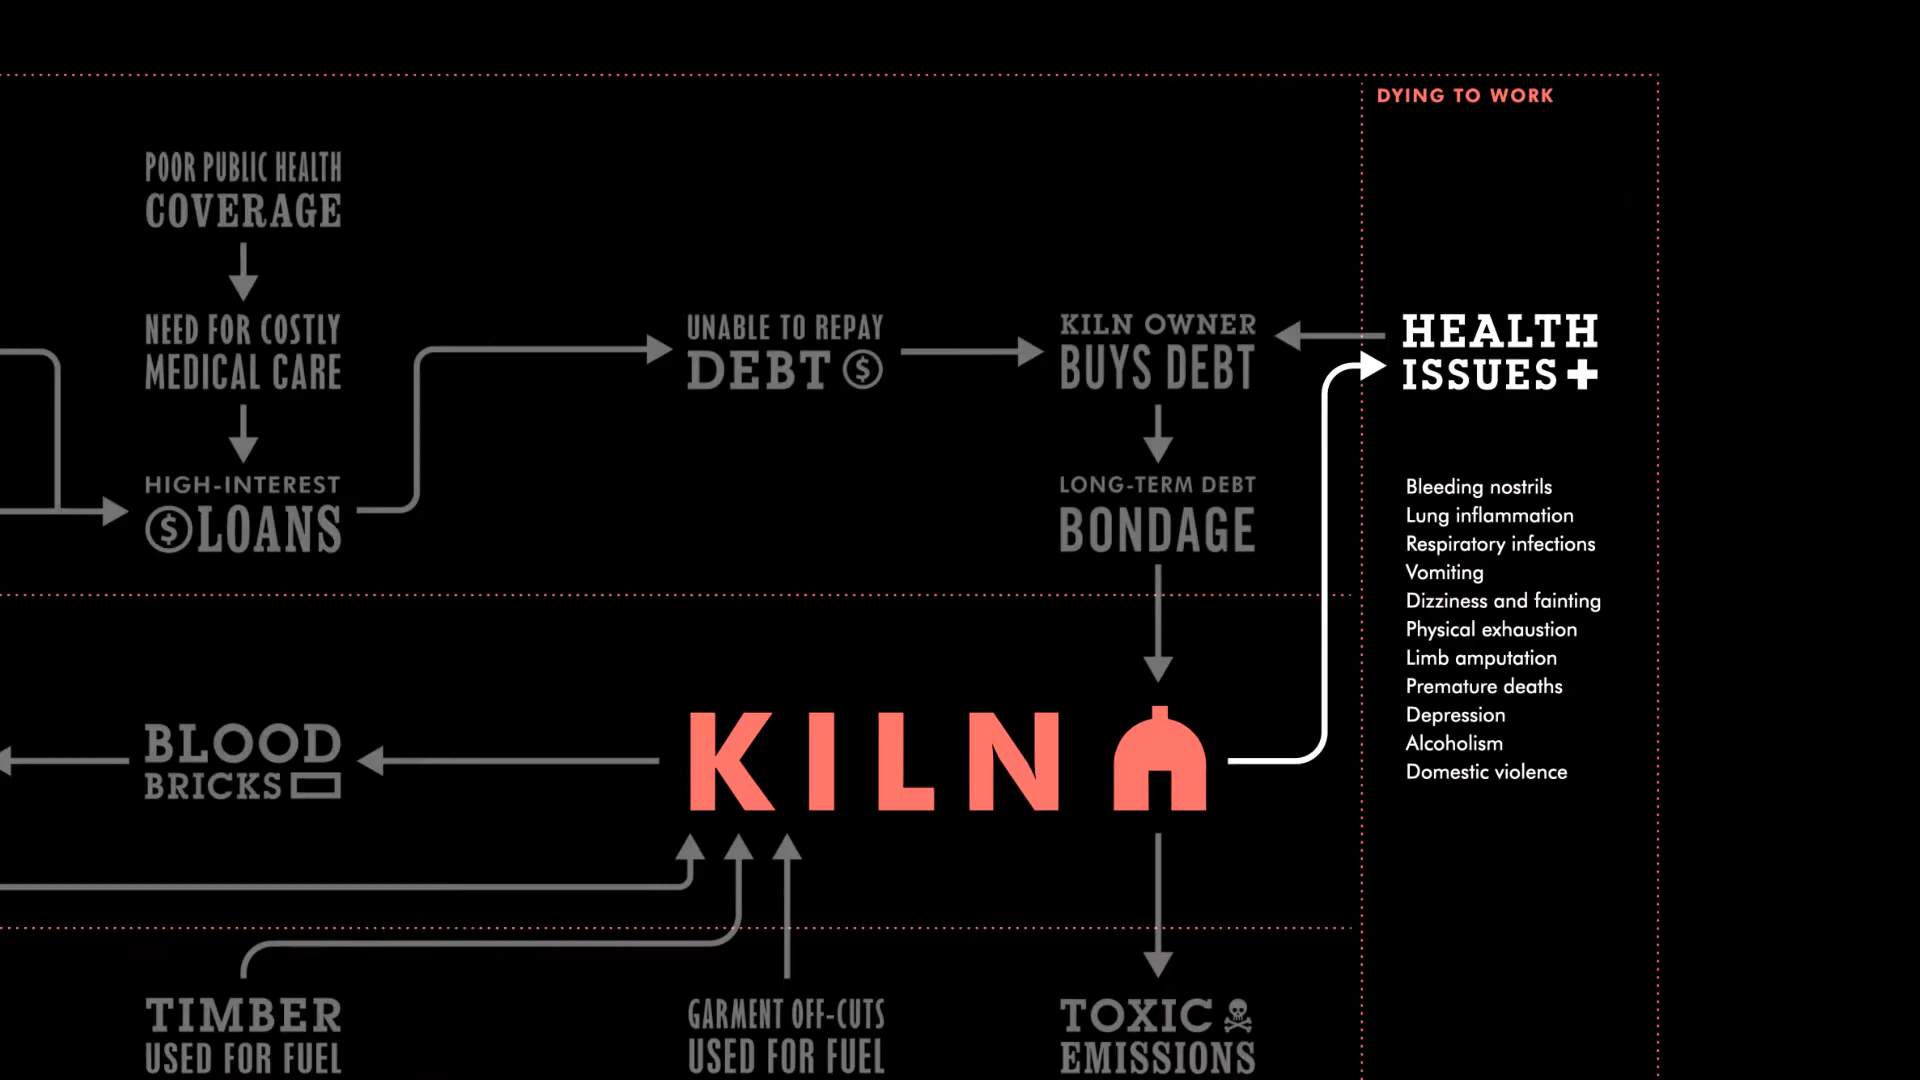 DYING TO WORK
POOR PUBLIC HEALTH
COVERAGE
NEED FOR COSTLY
MEDICAL CARE
HIGH-INTEREST
$ LOANS
UNABLE TO REPAY
DEBT $
KILN OWNER
BUYS DEBT
LONG-TERM DEBT
BONDAGE
HEALTH
ISSUES
Bleeding nostrils
Lung inflammation
Respiratory infections
Vomiting
Dizziness and fainting
Physical exhaustion
Limb amputation
Premature deaths
Depression
Alcoholism
Domestic violence
BLOOD
BRICKS
KILN
TIMBER
USED FOR FUEL
GARMENT OFF-CUTS
USED FOR FUEL
TOXIC
EMISSIONS